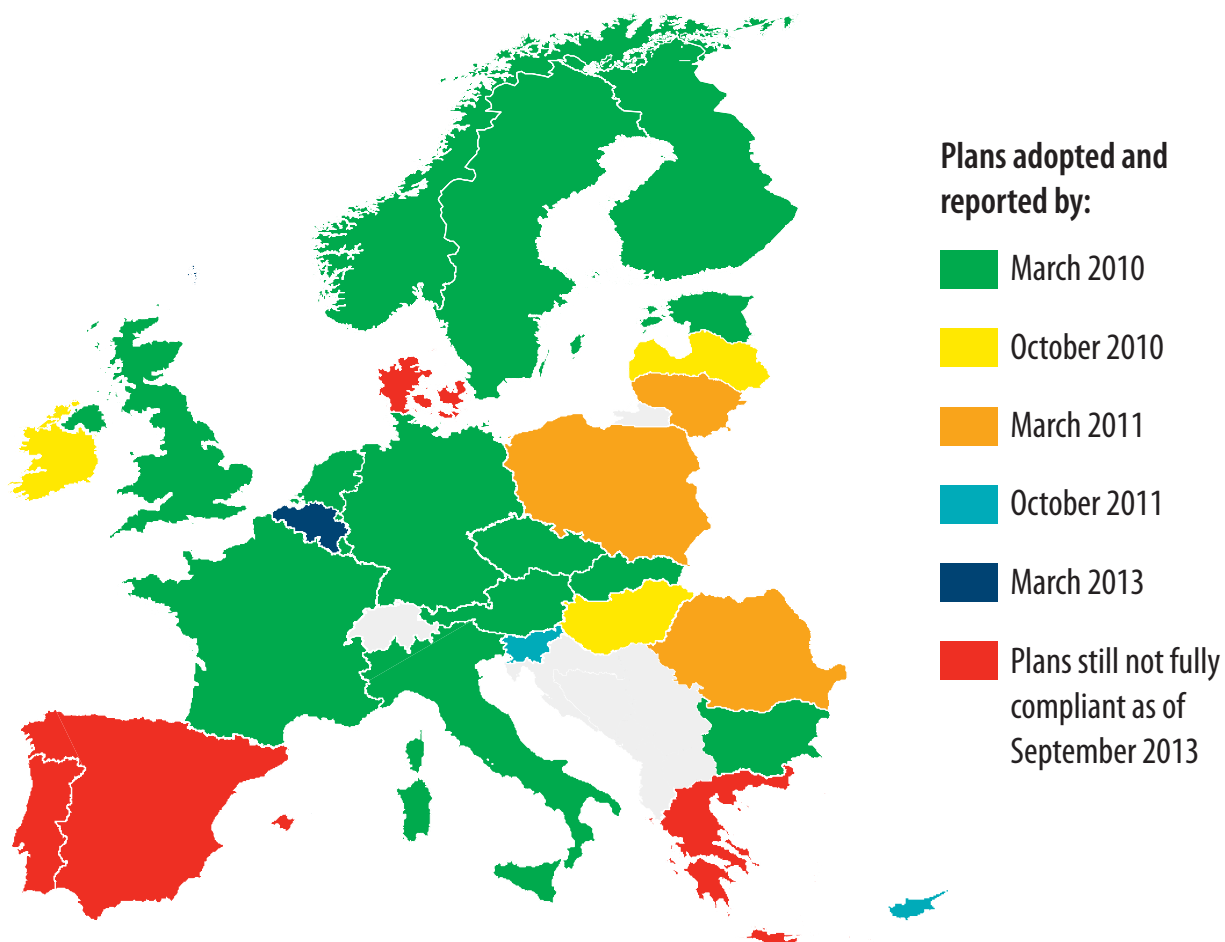 Plans adopted and
reported by:
March 2010
October 2010
March 2011
October 2011
March 2013
Plans still not fully
compliant as of
September 2013